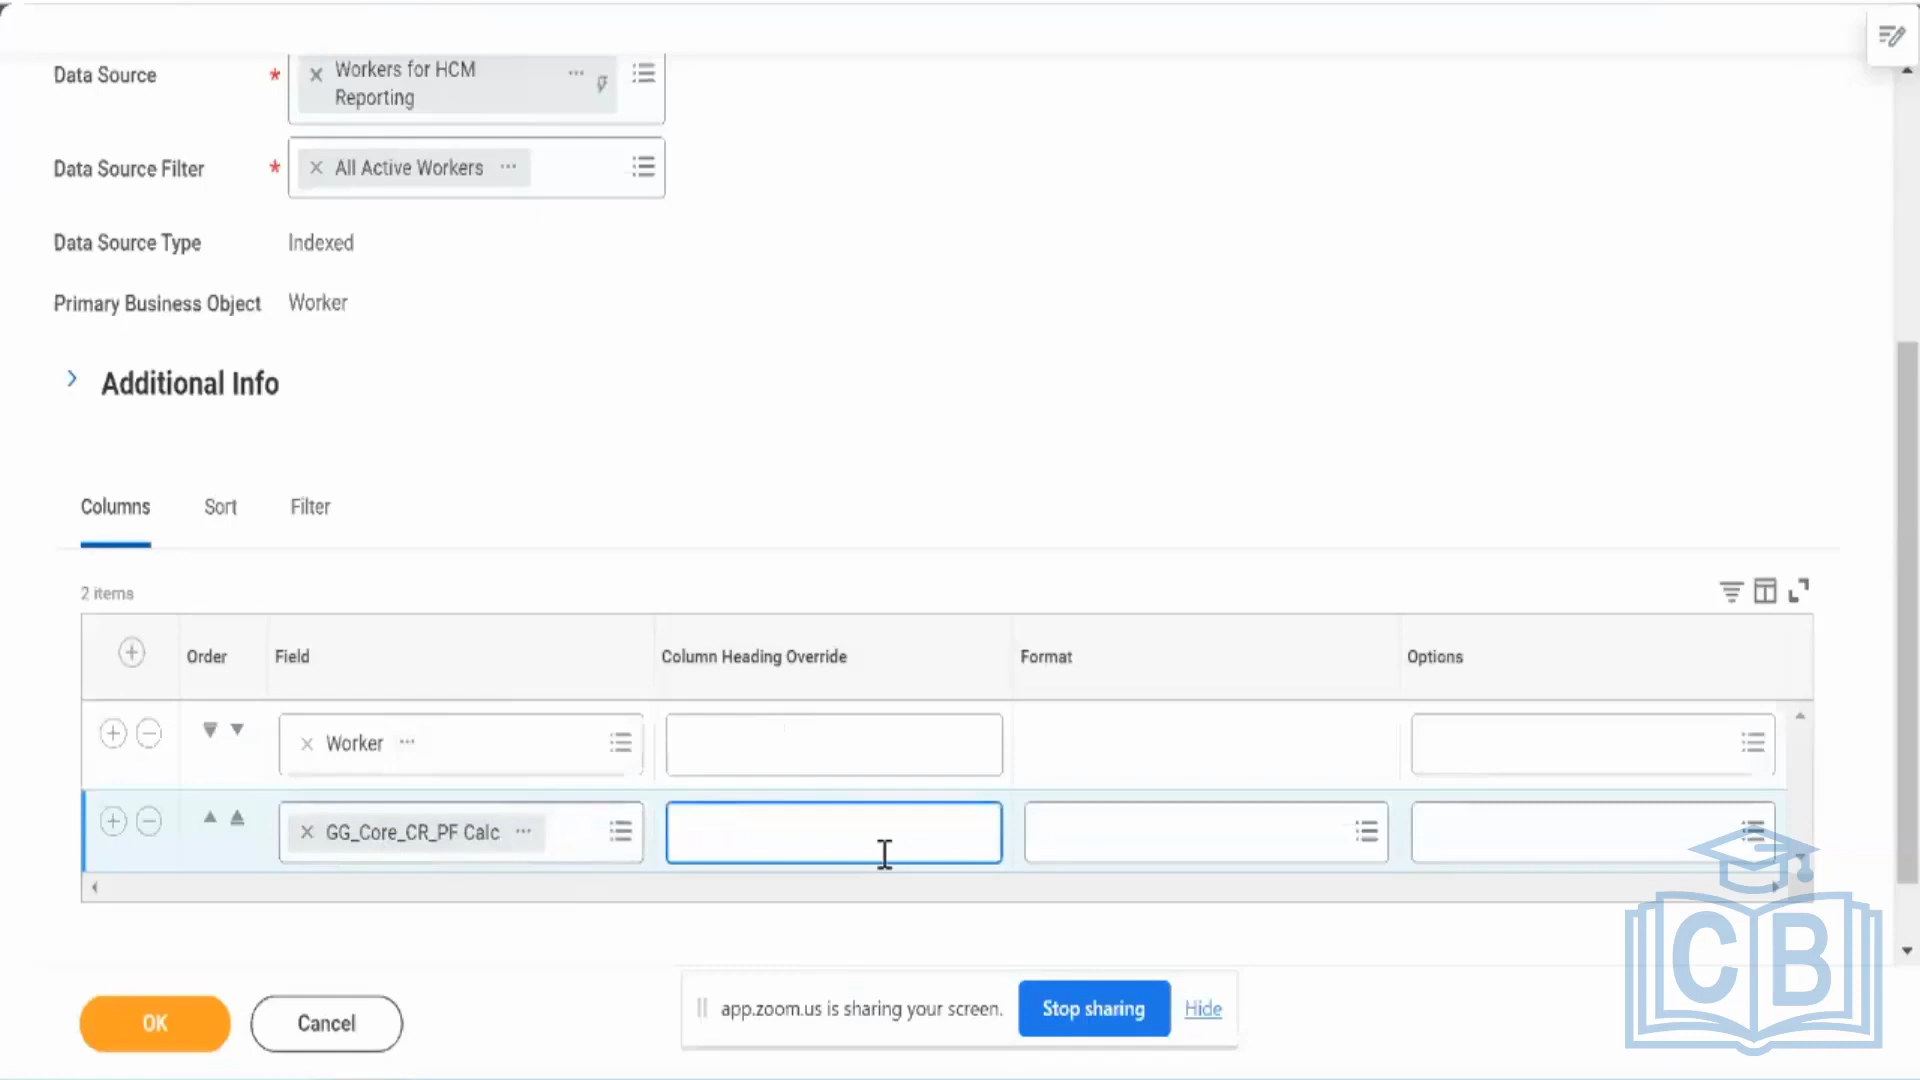 Data Source
*
Workers for HCM
Reporting
Data Source Filter
*
All Active Workers
Data Source Type
Indexed
Primary Business Object
Worker
Additional Info
Columns
Sort
Filter
2 items
Order
Field
Column Heading Override
Format
Options
Worker
GG_Core_CR_PF Calc
OK
Cancel
app.zoom.us is sharing your screen.
Stop sharing
Hide
CB